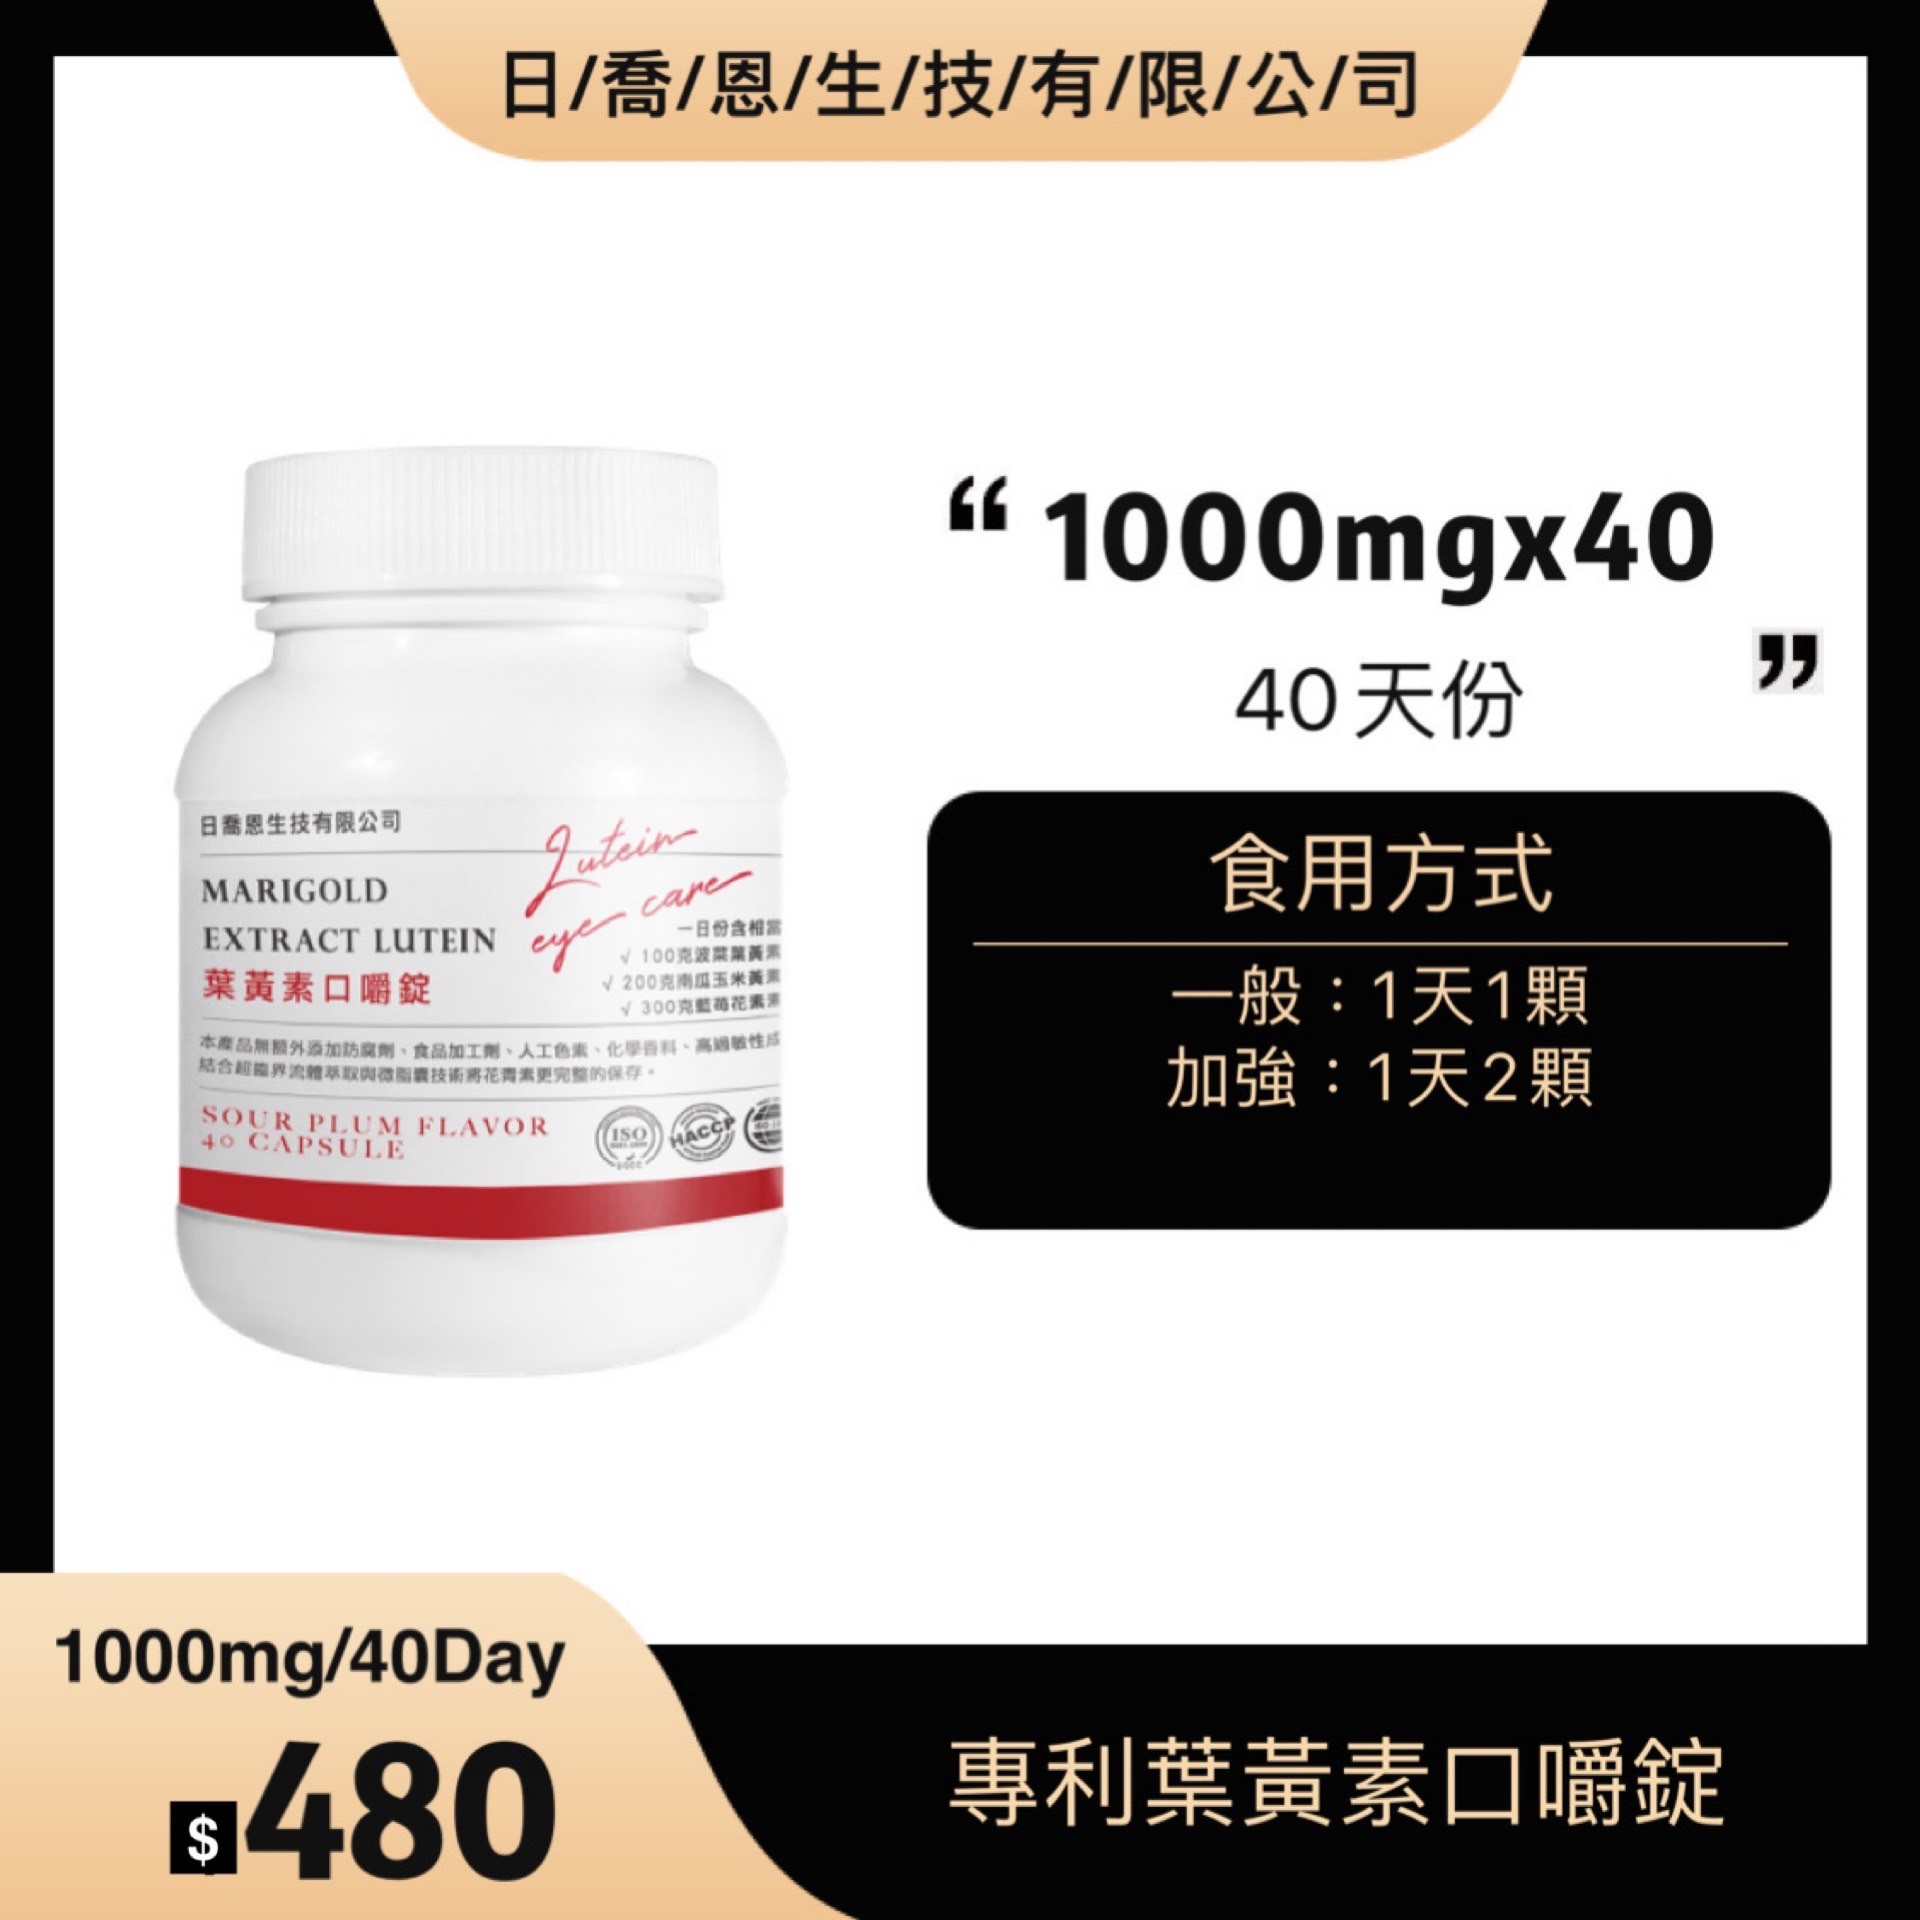 日/喬/恩/生/技/有/限/公/司
“ 1000mgx40
40天份 ”
日喬恩生技有限公司
Lutein
eye care
MARIGOLD
EXTRACT LUTEIN
葉黃素口嚼錠
一日份含相當
√ 100克波菜葉黃素
√ 200克南瓜玉米黃素
√ 300克藍莓花素
本產品無額外添加防腐劑、食品加工劑、人工色素、化學香料、高過敏性成
結合超臨界流體萃取與微脂囊技術將花青素更完整的保存。
SOUR PLUM FLAVOR
40 CAPSULE
ISO
HACCP
食用方式
一般：1天1顆
加強：1天2顆
1000mg/40Day
$480
專利葉黃素口嚼錠